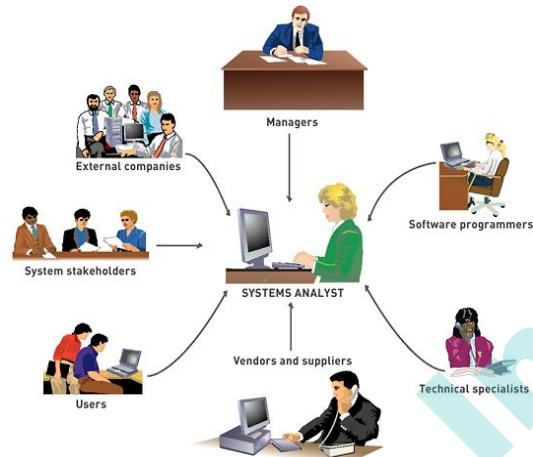 Managers
External companies
Software programmers
System stakeholders
SYSTEMS ANALYST
Vendors and suppliers
Users
Technical specialists